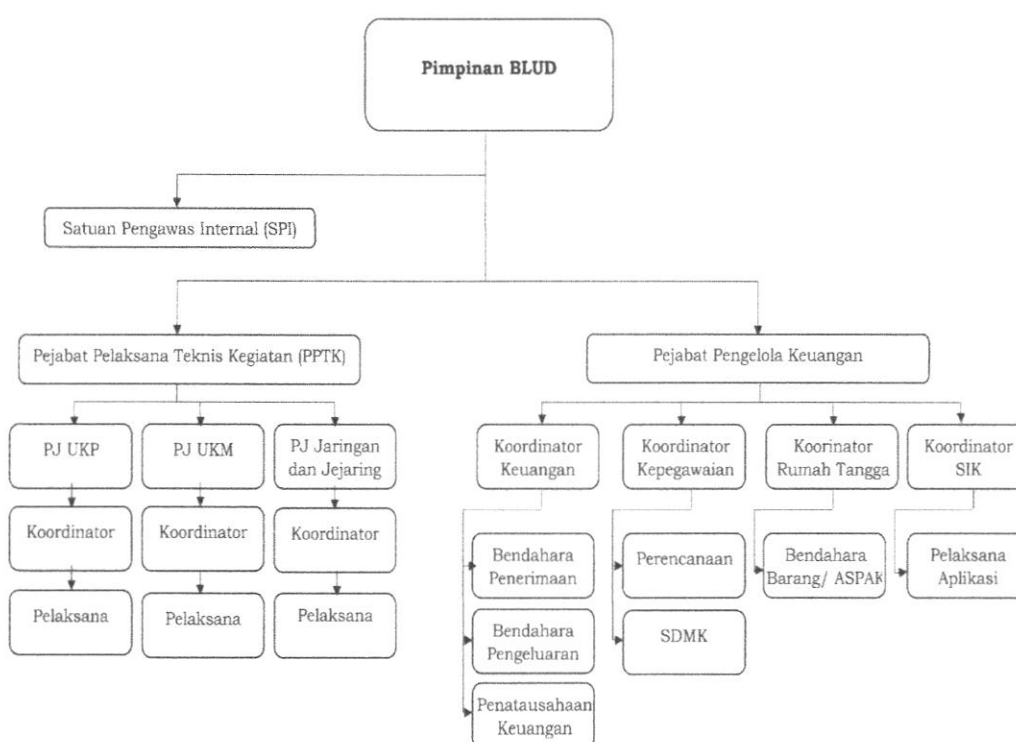 Pimpinan BLUD
Satuan Pengawas Internal (SPI)
Pejabat Pelaksana Teknis Kegiatan (PPTK)
Pejabat Pengelola Keuangan
PJ UKP
PJ UKM
PJ Jaringan
dan Jejaring
Koordinator
Keuangan
Koordinator
Kepegawaian
Koorinator
Rumah Tangga
Koordinator
SIK
Koordinator
Koordinator
Koordinator
Bendahara
Penerimaan
Perencanaan
Bendahara
Barang/ ASPAK
Pelaksana
Aplikasi
Pelaksana
Pelaksana
Pelaksana
Bendahara
Pengeluaran
SDMK
Penatausahaan
Keuangan